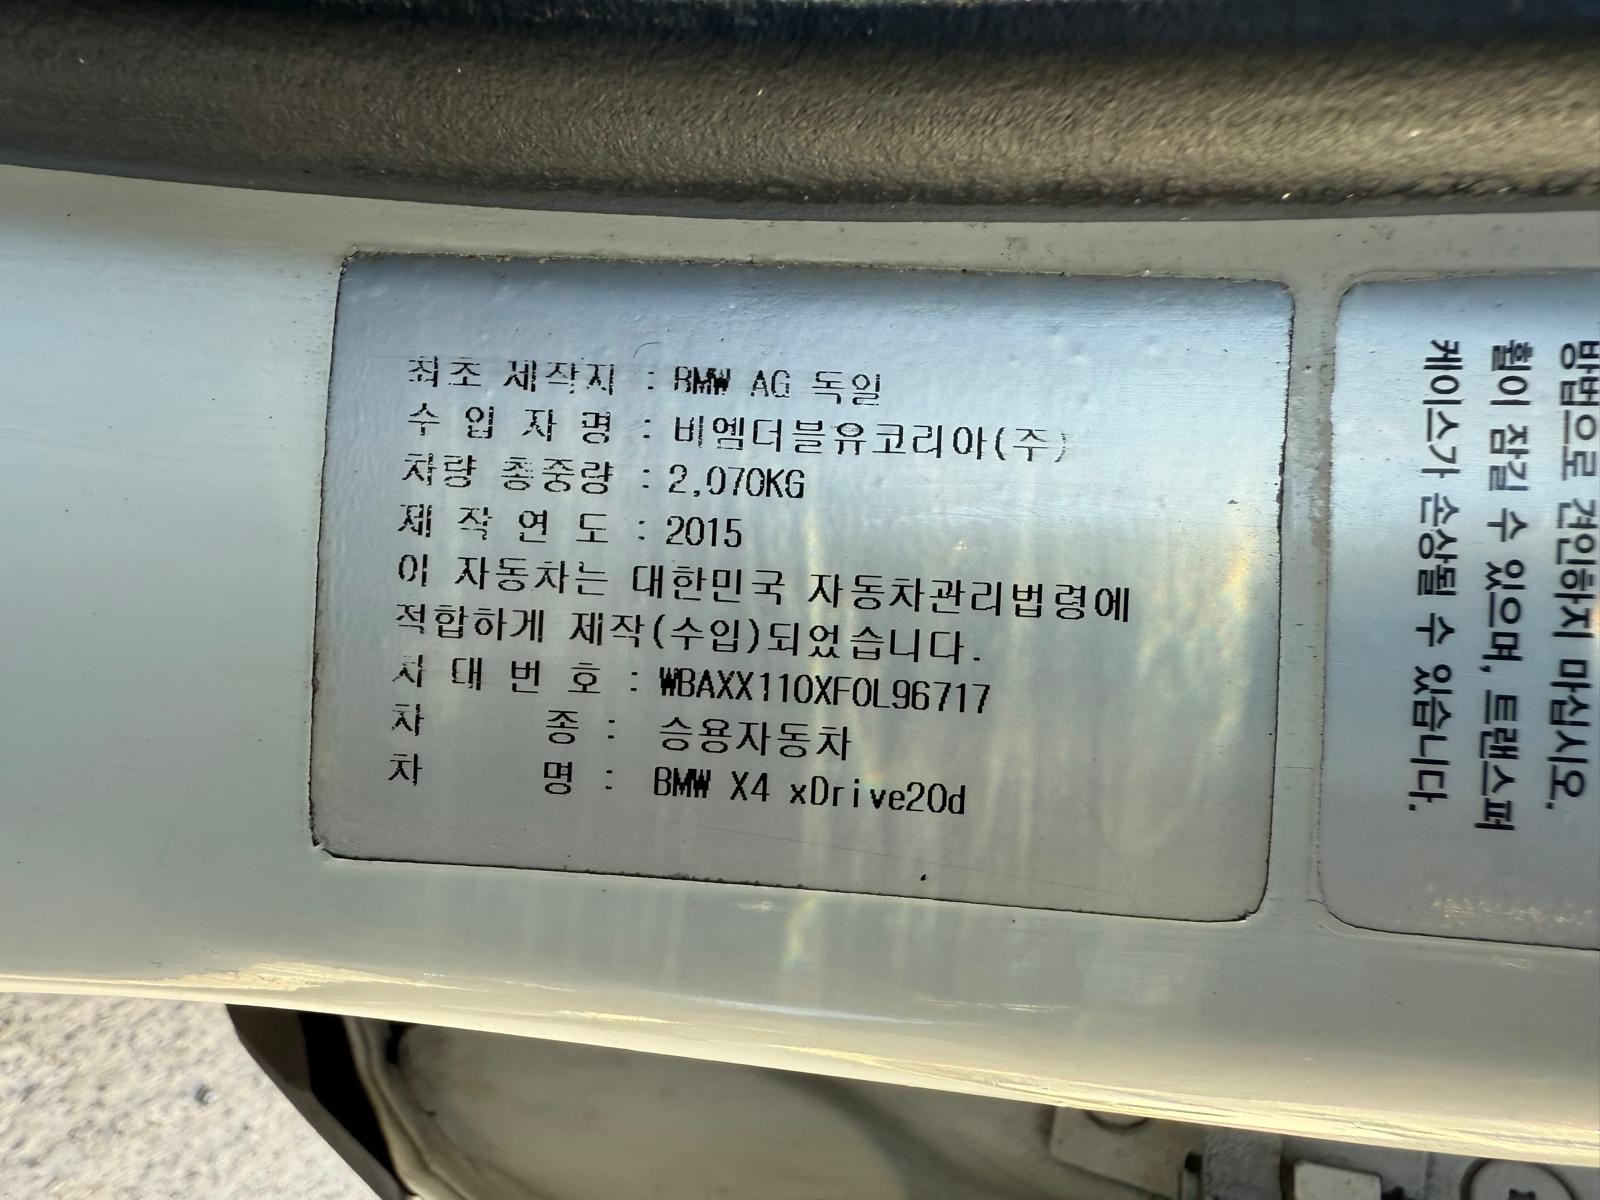 최초 제작지 : BMW AG 독일
수 입 자 명 : 비엠더블유코리아(주)
차량 총중량 : 2,070KG
제 작 연 도 : 2015
이 자동차는 대한민국 자동차관리법령에
적합하게 제작(수입)되었습니다.
차 대 번 호 : WBAXX110XF0L96717
차 종 : 승용자동차
차 명 : BMW X4 xDrive20d
방법으로 견인하지 마십시오.
휠이 잠길 수 있으며, 트랜스퍼
케이스가 손상될 수 있습니다.